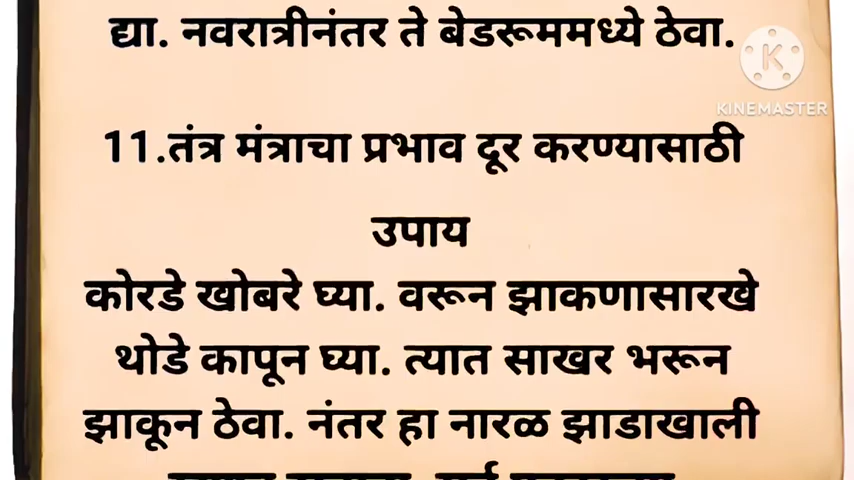 द्या. नवरात्रीनंतर ते बेडरूममध्ये ठेवा.
KINEMASTER
11.तंत्र मंत्राचा प्रभाव दूर करण्यासाठी
उपाय
कोरडे खोबरे घ्या. वरून झाकणासारखे
थोडे कापून घ्या. त्यात साखर भरून
झाकून ठेवा. नंतर हा नारळ झाडाखाली